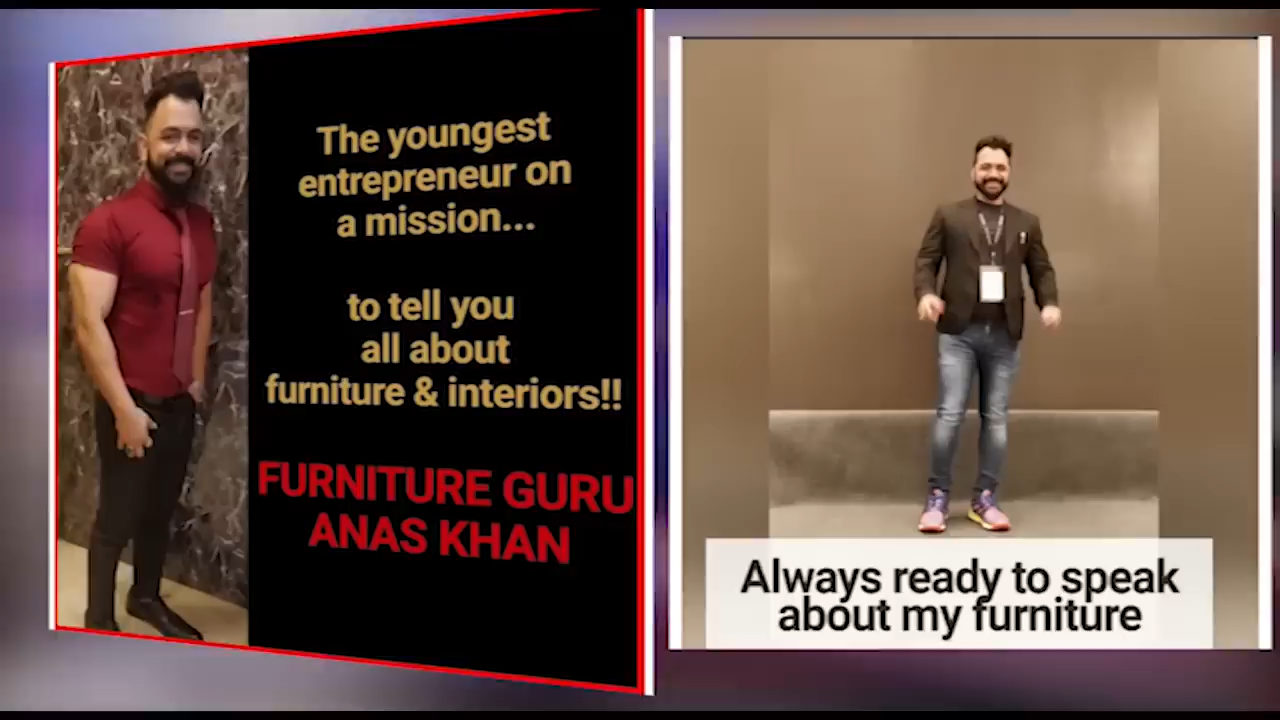 The youngest
entrepreneur on
a mission...
to tell you
all about
furniture & interiors!!
FURNITURE GURU
ANAS KHAN
Always ready to speak
about my furniture